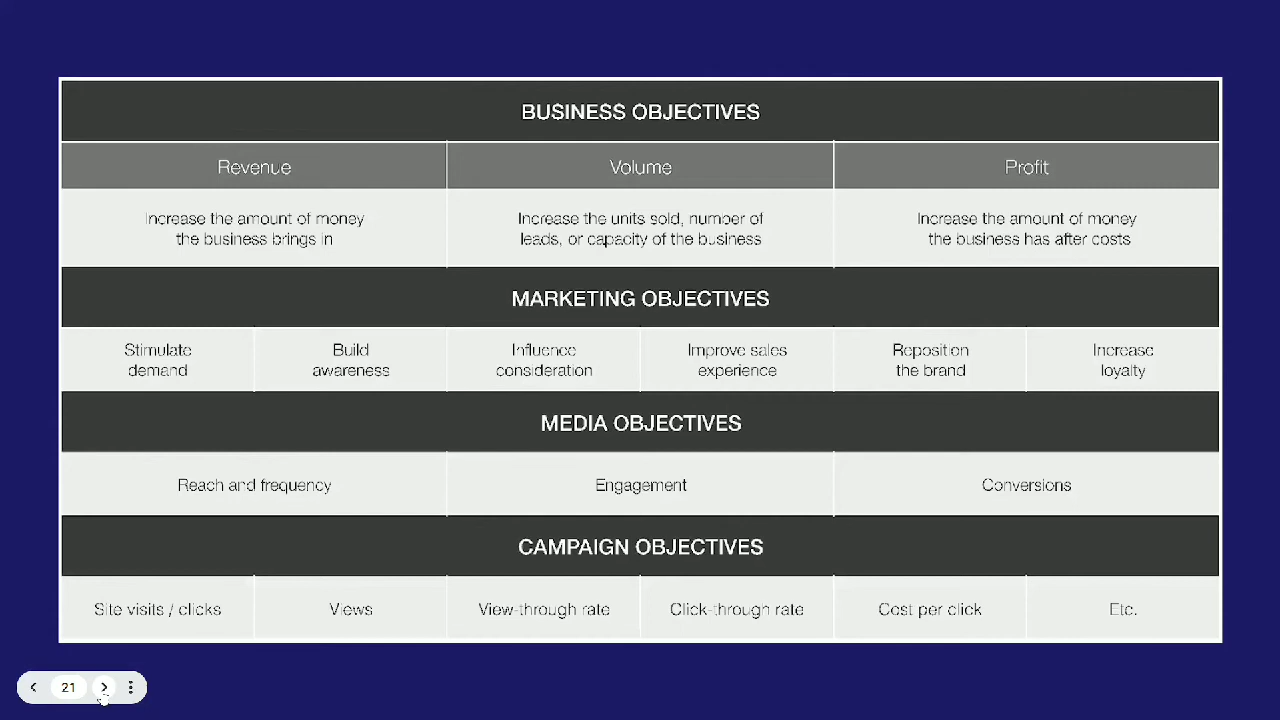 BUSINESS OBJECTIVES
Revenue
Volume
Profit
Increase the amount of money
the business brings in
Increase the units sold, number of
leads, or capacity of the business
Increase the amount of money
the business has after costs
MARKETING OBJECTIVES
Stimulate
demand
Build
awareness
Influence
consideration
Improve sales
experience
Reposition
the brand
Increase
loyalty
MEDIA OBJECTIVES
Reach and frequency
Engagement
Conversions
CAMPAIGN OBJECTIVES
Site visits / clicks
Views
View-through rate
Click-through rate
Cost per click
Etc.
21